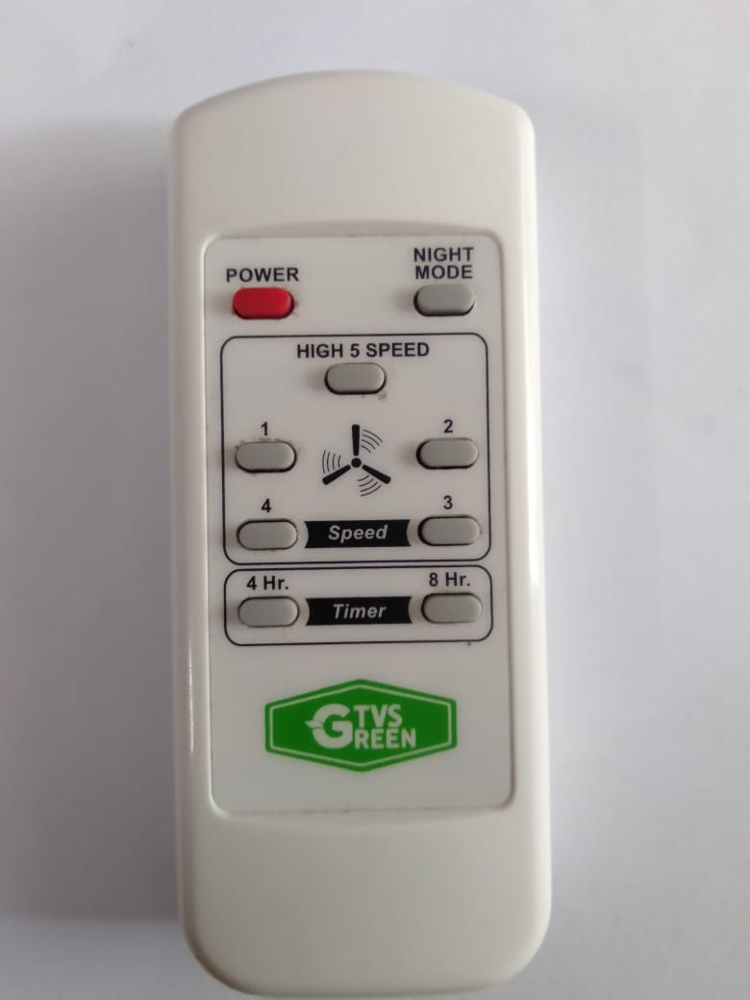 POWER
NIGHT
MODE
HIGH 5 SPEED
1
2
4
Speed
3
4 Hr.
Timer
8 Hr.
TVS
GREEN